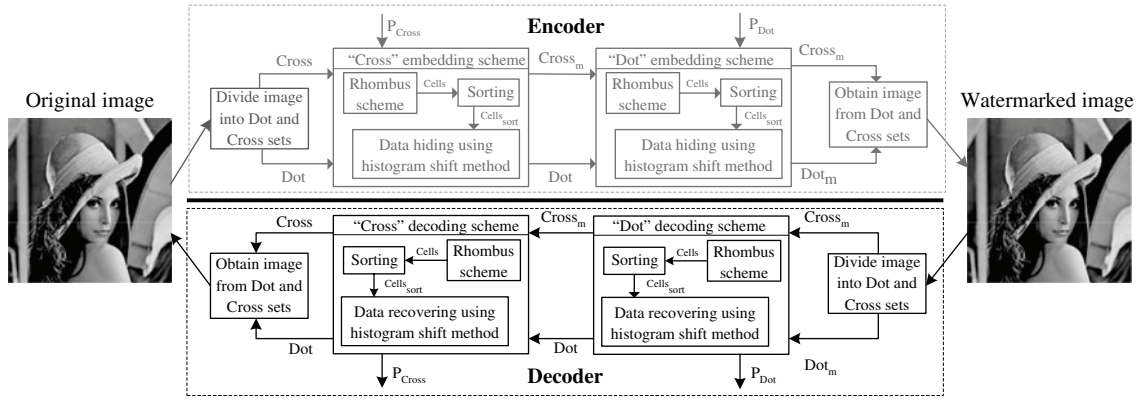 Original image
Encoder
P_Cross
P_Dot
Cross
"Cross" embedding scheme
Rhombus
scheme
Cells
Sorting
Cells_sort
Data hiding using
histogram shift method
Cross_m
"Dot" embedding scheme
Rhombus
scheme
Cells
Sorting
Cells_sort
Data hiding using
histogram shift method
Cross_m
Divide image
into Dot and
Cross sets
Dot
Dot
Dot_m
Obtain image
from Dot and
Cross sets
Watermarked image
Cross
"Cross" decoding scheme
Sorting
Cells
Rhombus
scheme
Cells_sort
Data recovering using
histogram shift method
Cross_m
"Dot" decoding scheme
Sorting
Cells
Rhombus
scheme
Cells_sort
Data recovering using
histogram shift method
Cross_m
Obtain image
from Dot and
Cross sets
Divide image
into Dot and
Cross sets
Dot
Dot
Dot_m
P_Cross
P_Dot
Decoder